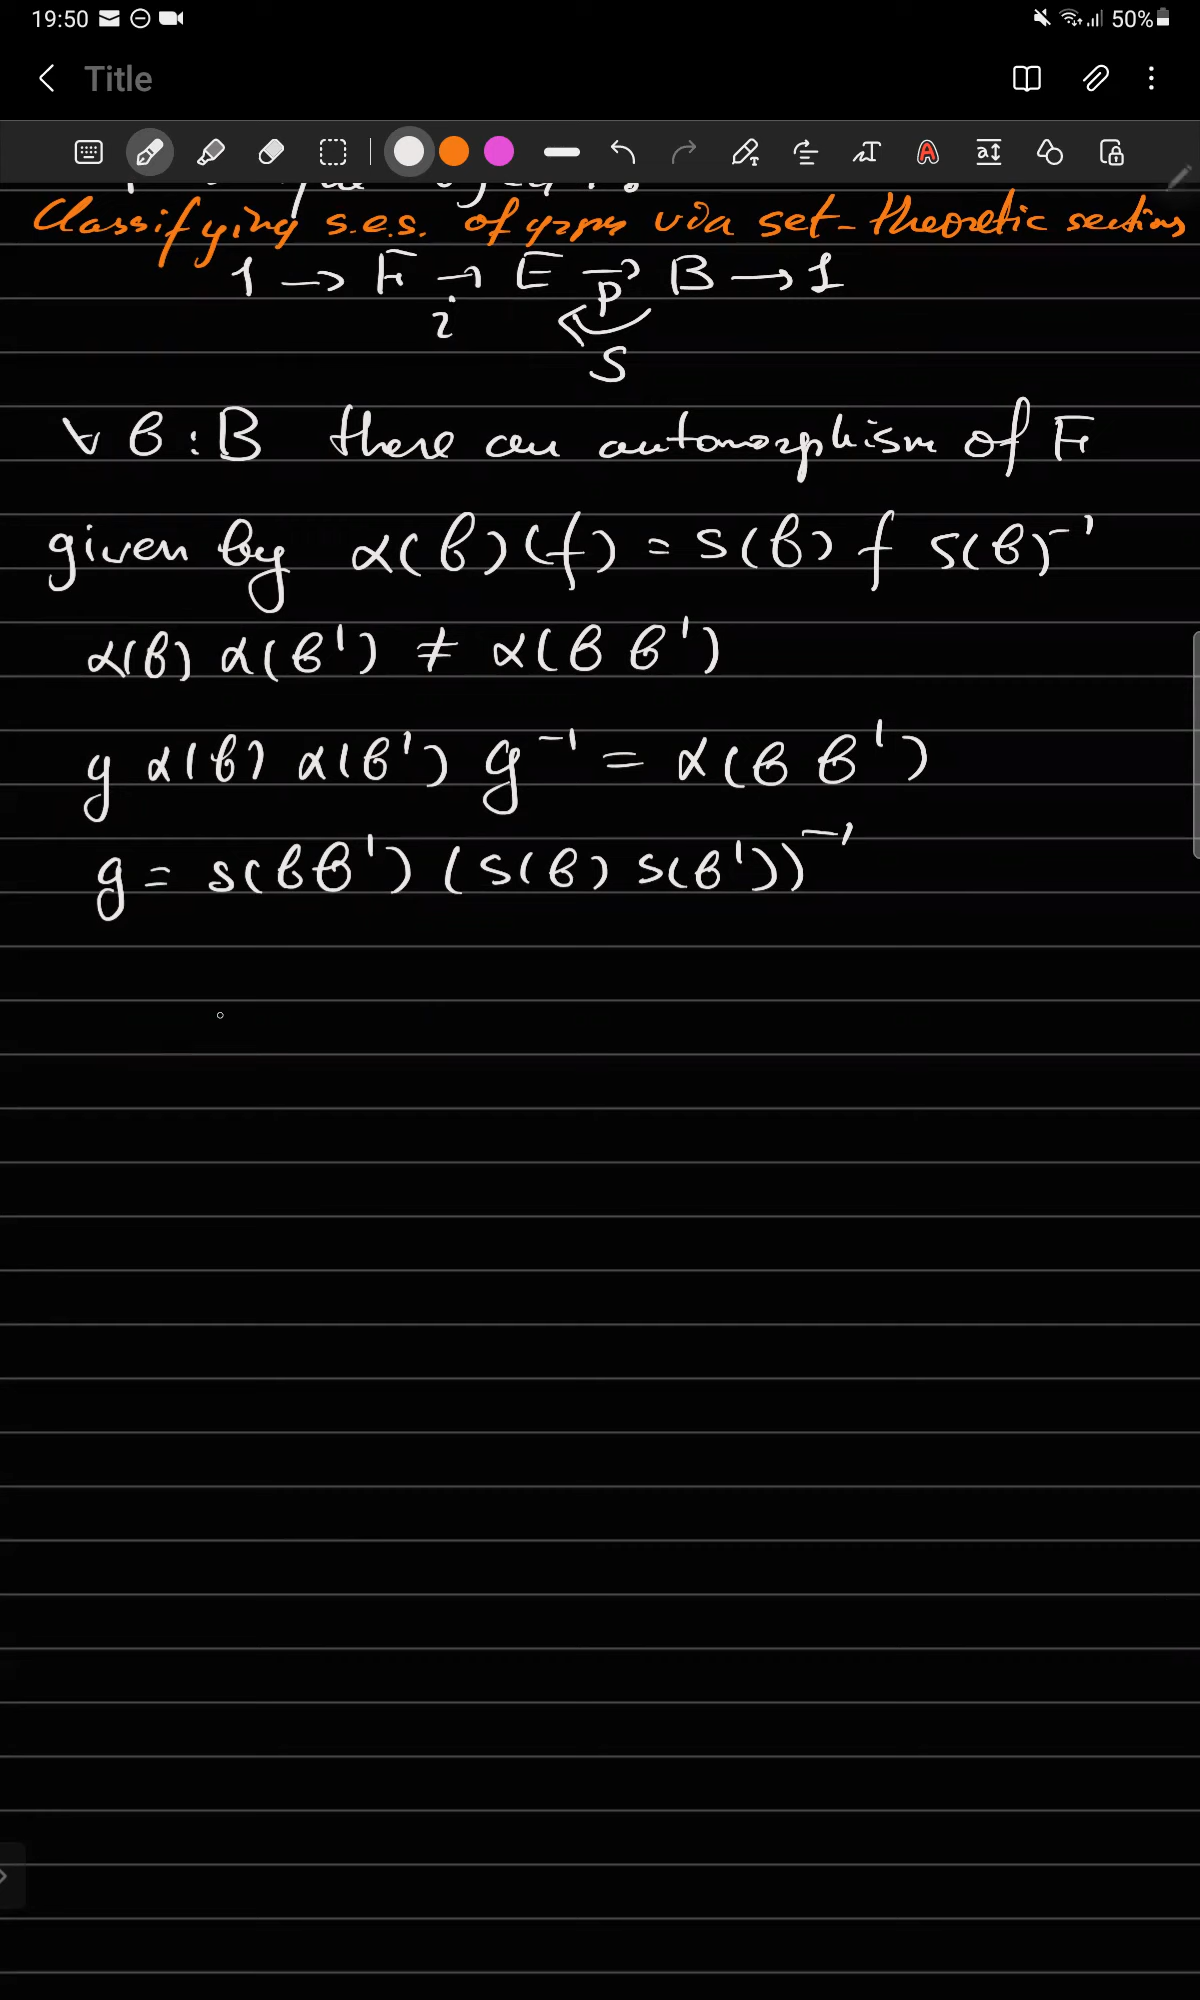 19:50 50%
Title
Classifying s.e.s. of grps via set-theoretic sections
1 → F → E → B → 1
i p
s
∀ b : B there an automorphism of F
given by α(b)(f) = s(b) f s(b)⁻¹
α(b) α(b') ≠ α(b b')
g α(b) α(b') g⁻¹ = α(b b')
g = s(bb') (s(b) s(b'))⁻¹